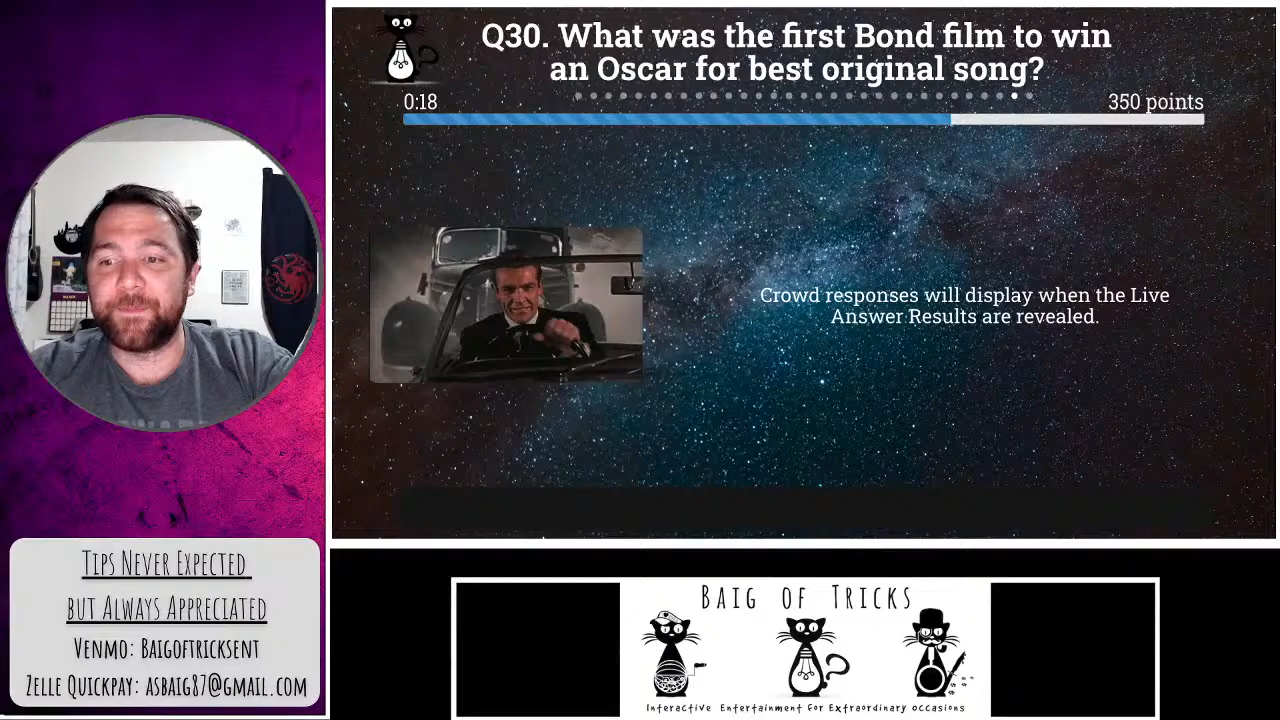 Q30. What was the first Bond film to win
an Oscar for best original song?
0:18
350 points
Crowd responses will display when the Live
Answer Results are revealed.
Tips Never Expected
but Always Appreciated
Venmo: Baigoftricksent
Zelle Quickpay: asbaig87@gmail.com
Baig of Tricks
Interactive Entertainment for Extraordinary occasions